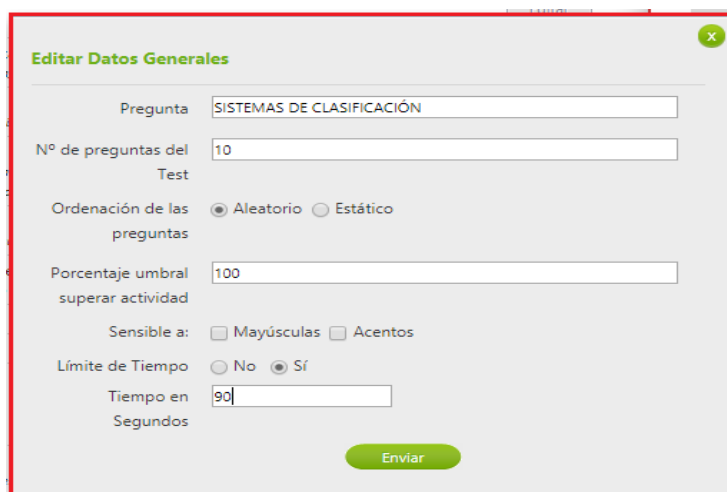 x
Editar Datos Generales
Pregunta SISTEMAS DE CLASIFICACIÓN
Nº de preguntas del 10
Test
Ordenación de las Aleatorio Estático
preguntas
Porcentaje umbral 100
superar actividad
Sensible a: Mayúsculas Acentos
Límite de Tiempo No Sí
Tiempo en 90
Segundos
Enviar